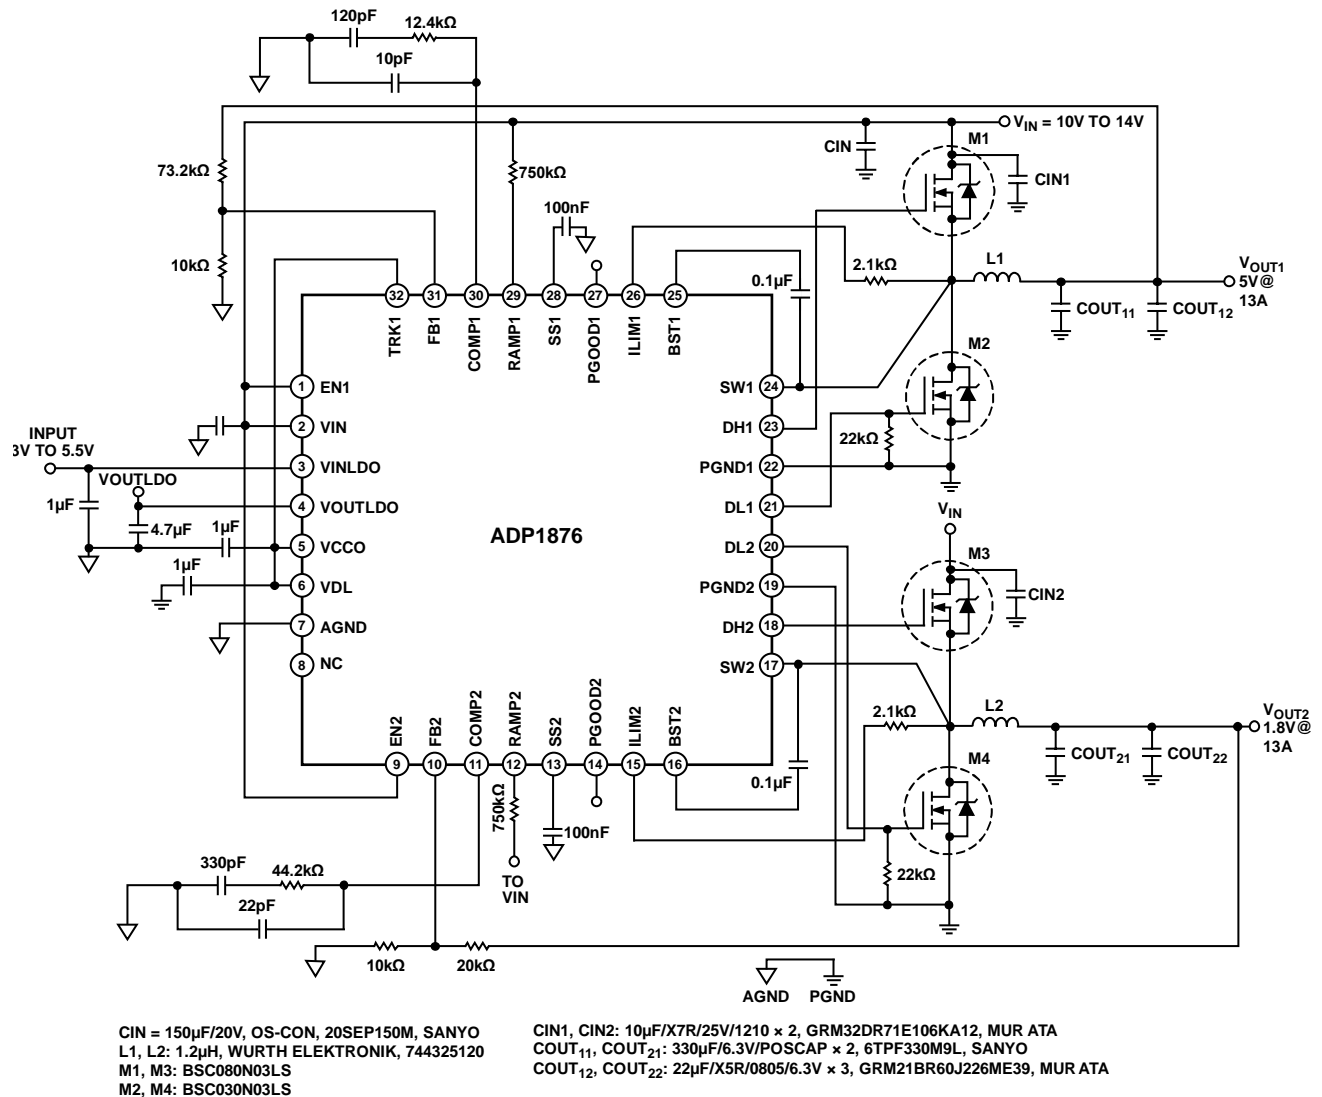 120pF
12.4kΩ
10pF
VIN = 10V TO 14V
M1
CIN
CIN1
73.2kΩ
750kΩ
100nF
10kΩ
L1
2.1kΩ
0.1µF
VOUT1
5V@
13A
COUT11
COUT12
32
31
30
29
28
27
26
25
TRK1
FB1
COMP1
RAMP1
SS1
PGOOD1
ILIM1
BST1
M2
1 EN1
SW1 24
2 VIN
DH1 23
22kΩ
INPUT
3V TO 5.5V
3 VINLDO
PGND1 22
VOUTLDO
1µF
4 VOUTLDO
DL1 21
VIN
4.7µF
1µF
5 VCCO
ADP1876
DL2 20
M3
1µF
6 VDL
PGND2 19
CIN2
7 AGND
DH2 18
8 NC
SW2 17
EN2
FB2
COMP2
RAMP2
SS2
PGOOD2
ILIM2
BST2
2.1kΩ
L2
VOUT2
1.8V@
13A
COUT21
COUT22
M4
9
10
11
12
13
14
15
16
0.1µF
750kΩ
100nF
TO
VIN
330pF
44.2kΩ
22pF
22kΩ
10kΩ
20kΩ
AGND
PGND
CIN = 150µF/20V, OS-CON, 20SEP150M, SANYO
L1, L2: 1.2µH, WURTH ELEKTRONIK, 744325120
M1, M3: BSC080N03LS
M2, M4: BSC030N03LS
CIN1, CIN2: 10µF/X7R/25V/1210 × 2, GRM32DR71E106KA12, MUR ATA
COUT11, COUT21: 330µF/6.3V/POSCAP × 2, 6TPF330M9L, SANYO
COUT12, COUT22: 22µF/X5R/0805/6.3V × 3, GRM21BR60J226ME39, MUR ATA